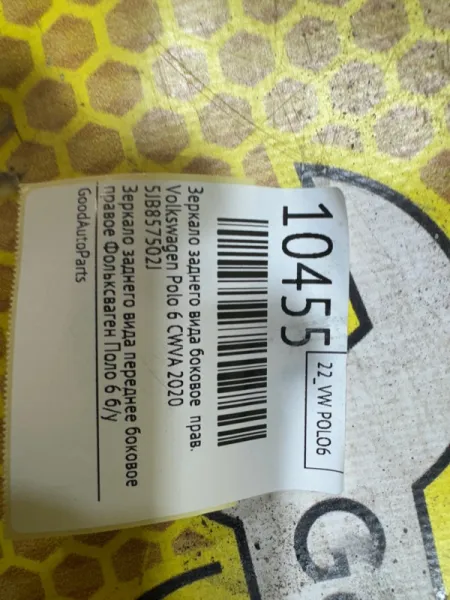 10455
22_VW POLO6
Зеркало заднего вида боковое прав.
Volkswagen Polo 6 CWVA 2020
5JB857502J
Зеркало заднего вида переднее боковое
правое Фольксваген Поло 6 б/у
GoodAutoParts
G